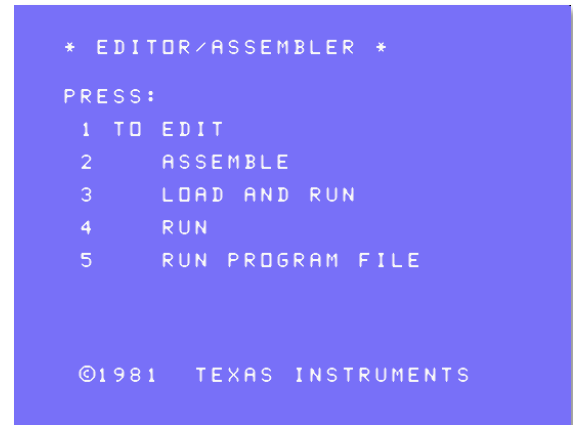 * EDITOR/ASSEMBLER *
PRESS:
1 TO EDIT
2 ASSEMBLE
3 LOAD AND RUN
4 RUN
5 RUN PROGRAM FILE
©1981 TEXAS INSTRUMENTS